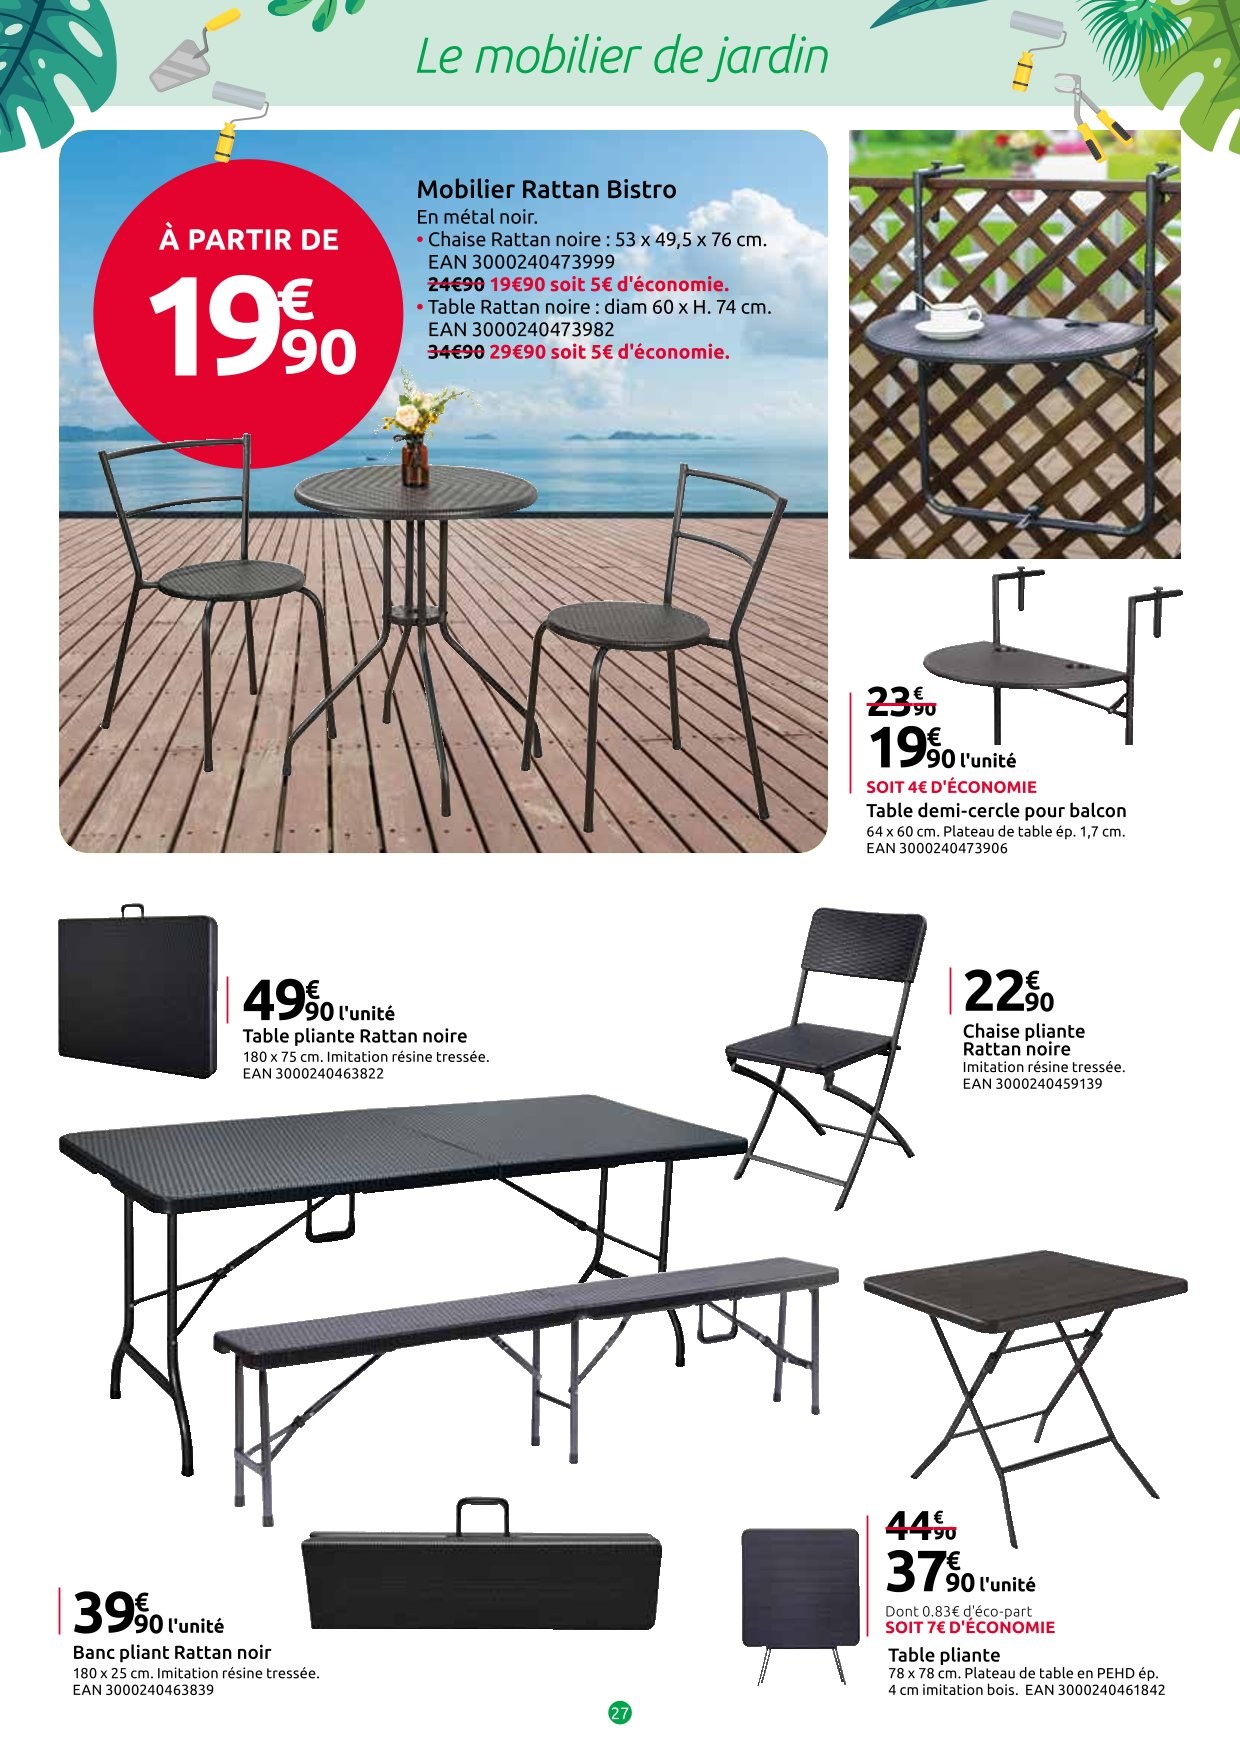 Le mobilier de jardin
À PARTIR DE
19€90
Mobilier Rattan Bistro
En métal noir.
• Chaise Rattan noire : 53 x 49,5 x 76 cm.
EAN 3000240473999
24€90 19€90 soit 5€ d'économie.
• Table Rattan noire : diam 60 x H. 74 cm.
EAN 3000240473982
34€90 29€90 soit 5€ d'économie.
23€90
19€90 l'unité
SOIT 4€ D'ÉCONOMIE
Table demi-cercle pour balcon
64 x 60 cm. Plateau de table ép. 1,7 cm.
EAN 3000240473906
49€90 l'unité
Table pliante Rattan noire
180 x 75 cm. Imitation résine tressée.
EAN 3000240463822
22€90
Chaise pliante
Rattan noire
Imitation résine tressée.
EAN 3000240459139
39€90 l'unité
Banc pliant Rattan noir
180 x 25 cm. Imitation résine tressée.
EAN 3000240463839
44€90
37€90 l'unité
Dont 0.83€ d'éco-part
SOIT 7€ D'ÉCONOMIE
Table pliante
78 x 78 cm. Plateau de table en PEHD ép.
4 cm imitation bois. EAN 3000240461842
27